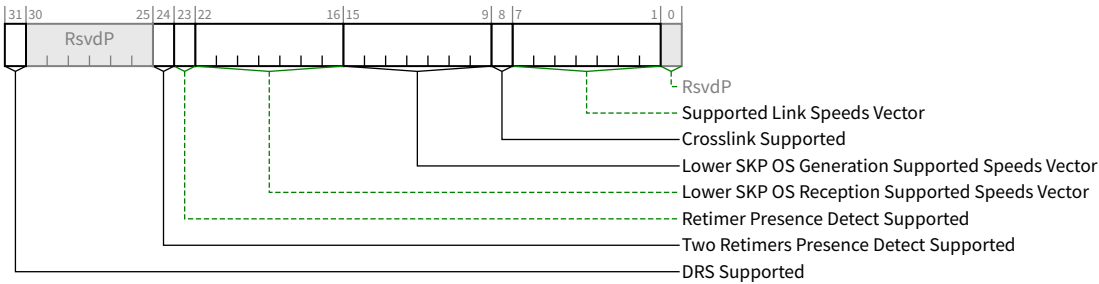 31 30 25 24 23 22 16 15 9 8 7 1 0
RsvdP
RsvdP
Supported Link Speeds Vector
Crosslink Supported
Lower SKP OS Generation Supported Speeds Vector
Lower SKP OS Reception Supported Speeds Vector
Retimer Presence Detect Supported
Two Retimers Presence Detect Supported
DRS Supported